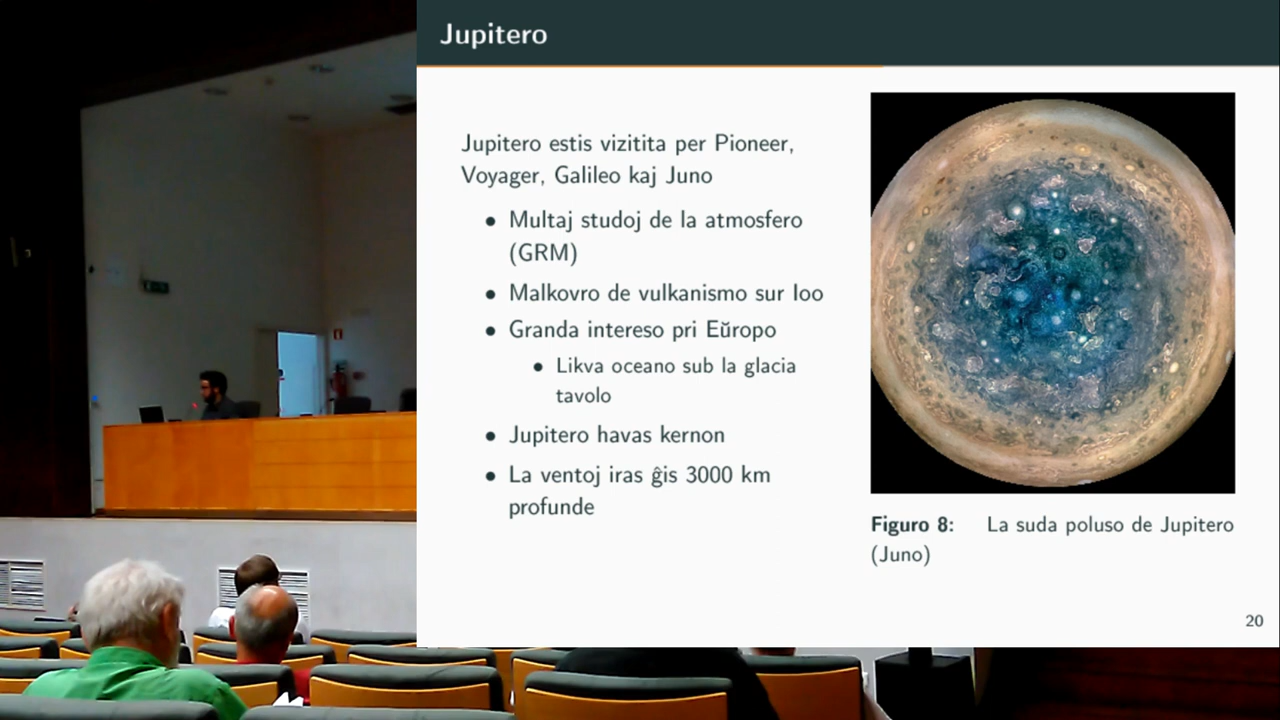 Jupitero
Jupitero estis vizitita per Pioneer,
Voyager, Galileo kaj Juno
• Multaj studoj de la atmosfero
(GRM)
• Malkovro de vulkanismo sur Ioo
• Granda intereso pri Eŭropo
• Likva oceano sub la glacia
tavolo
• Jupitero havas kernon
• La ventoj iras ĝis 3000 km
profunde
Figuro 8: La suda poluso de Jupitero
(Juno)
20